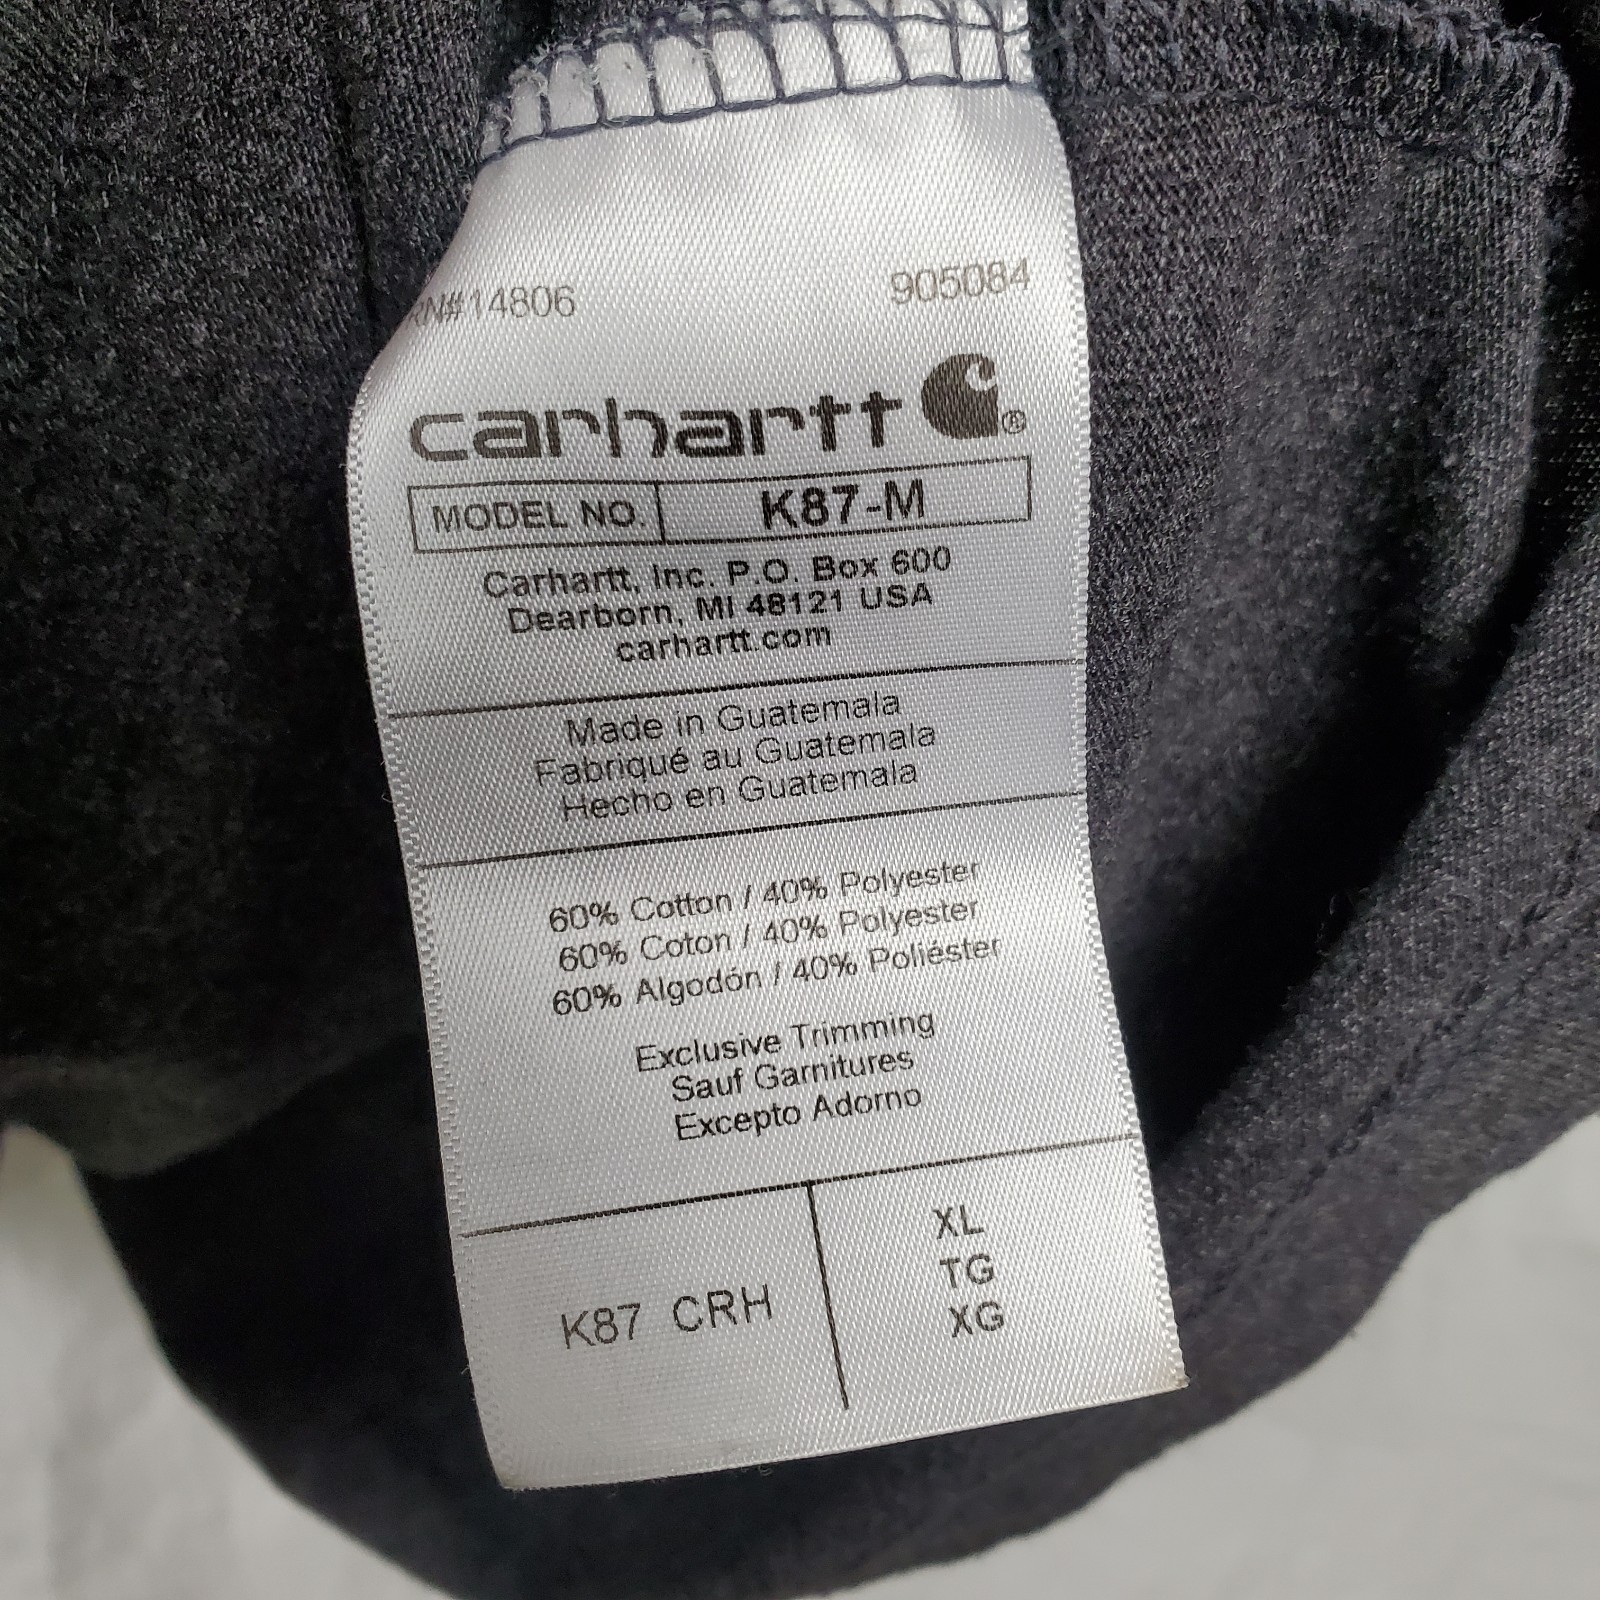 RN#14806 905084
carhartt ®
MODEL NO. K87-M
Carhartt, Inc. P.O. Box 600
Dearborn, MI 48121 USA
carhartt.com
Made in Guatemala
Fabriqué au Guatemala
Hecho en Guatemala
60% Cotton / 40% Polyester
60% Coton / 40% Polyester
60% Algodón / 40% Poliéster
Exclusive Trimming
Sauf Garnitures
Excepto Adorno
K87 CRH
XL
TG
XG